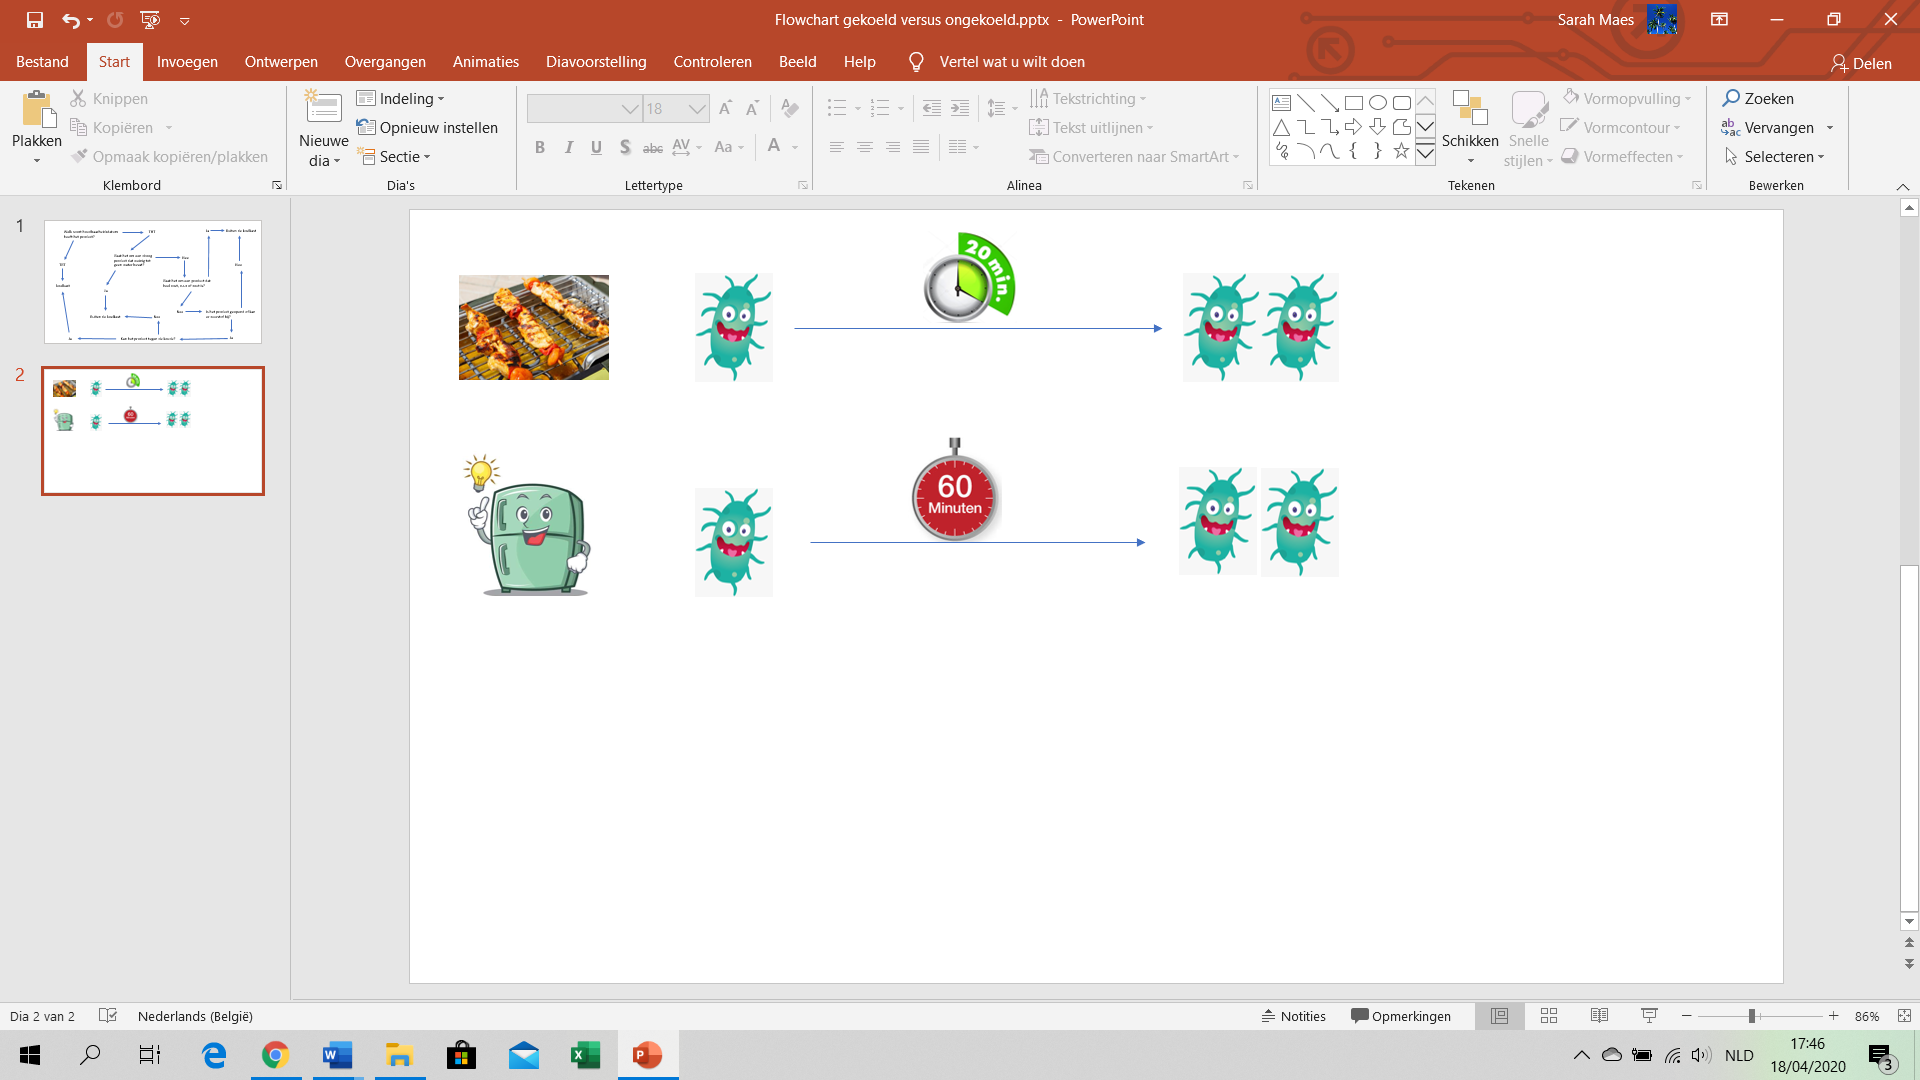 Flowchart gekoeld versus ongekoeld.pptx - PowerPoint
Sarah Maes
Bestand Start Invoegen Ontwerpen Overgangen Animaties Diavoorstelling Controleren Beeld Help Vertel wat u wilt doen Delen
Plakken
Knippen
Kopiëren
Opmaak kopiëren/plakken
Klembord
Nieuwe
dia
Indeling
Opnieuw instellen
Sectie
Dia's
18
Lettertype
Tekstrichting
Tekst uitlijnen
Converteren naar SmartArt
Alinea
Schikken
Snelle
stijlen
Vormopvulling
Vormcontour
Vormeffecten
Tekenen
Zoeken
Vervangen
Selecteren
Bewerken
1
2
20 min.
60
Minuten
Dia 2 van 2 Nederlands (België) Notities Opmerkingen 86%
NLD
17:46
18/04/2020
3